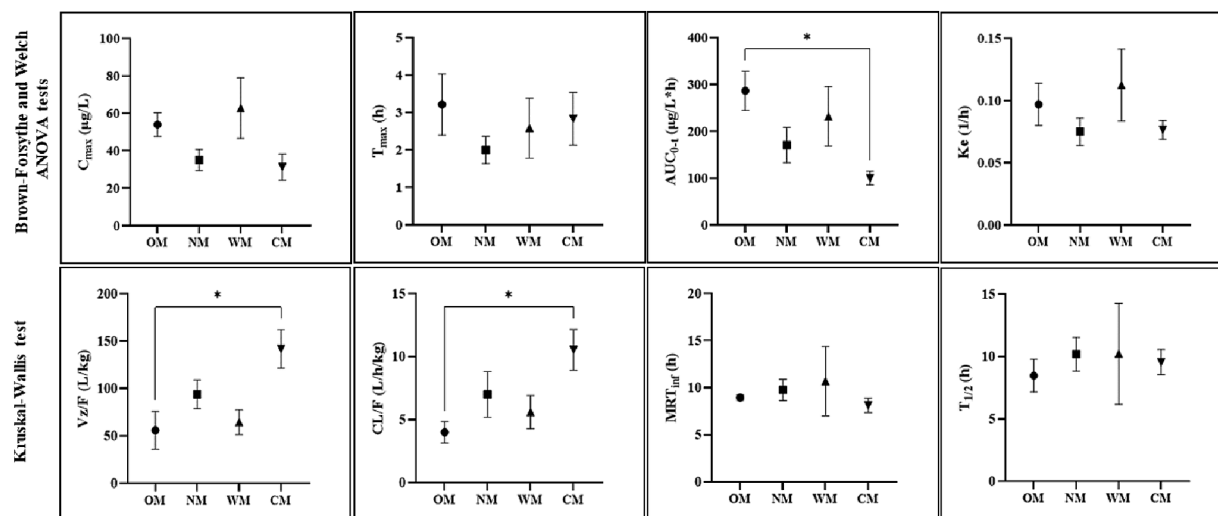 Brown-Forsythe and Welch
ANOVA tests
Cmax (µg/L)
100
80
60
40
20
0
OM NM WM CM
Tmax (h)
5
4
3
2
1
0
OM NM WM CM
AUC0-t (µg/L*h)
400
300
200
100
0
*
OM NM WM CM
Ke (1/h)
0.15
0.10
0.05
0.00
OM NM WM CM
Kruskal-Wallis test
Vz/F (L/kg)
200
150
100
50
0
*
OM NM WM CM
CL/F (L/h/kg)
15
10
5
0
*
OM NM WM CM
MRTinf (h)
20
15
10
5
0
OM NM WM CM
T1/2 (h)
15
10
5
0
OM NM WM CM